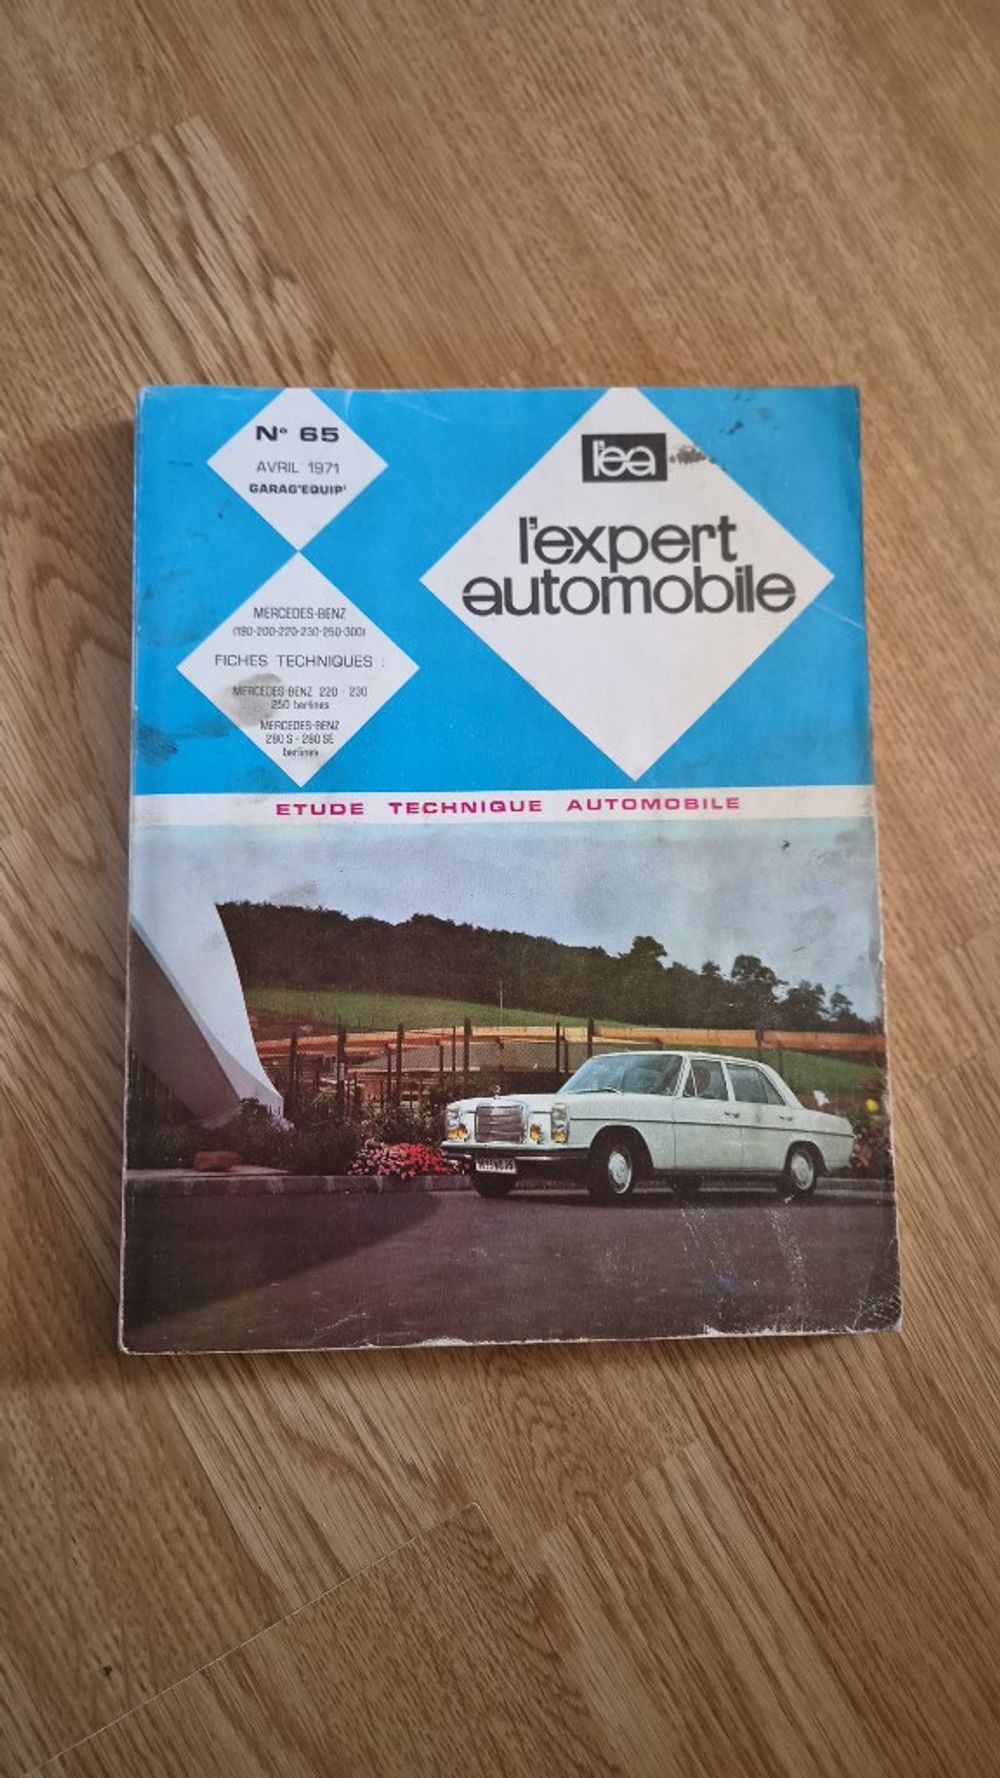 N° 65
AVRIL 1971
GARAG'EQUIP'
l'ea
l'expert
automobile
MERCEDES-BENZ
(190-200-220-230-250-300)
FICHES TECHNIQUES :
MERCEDES-BENZ 220 - 230
250 berlines
MERCEDES-BENZ
280 S - 280 SE
berlines
ETUDE TECHNIQUE AUTOMOBILE